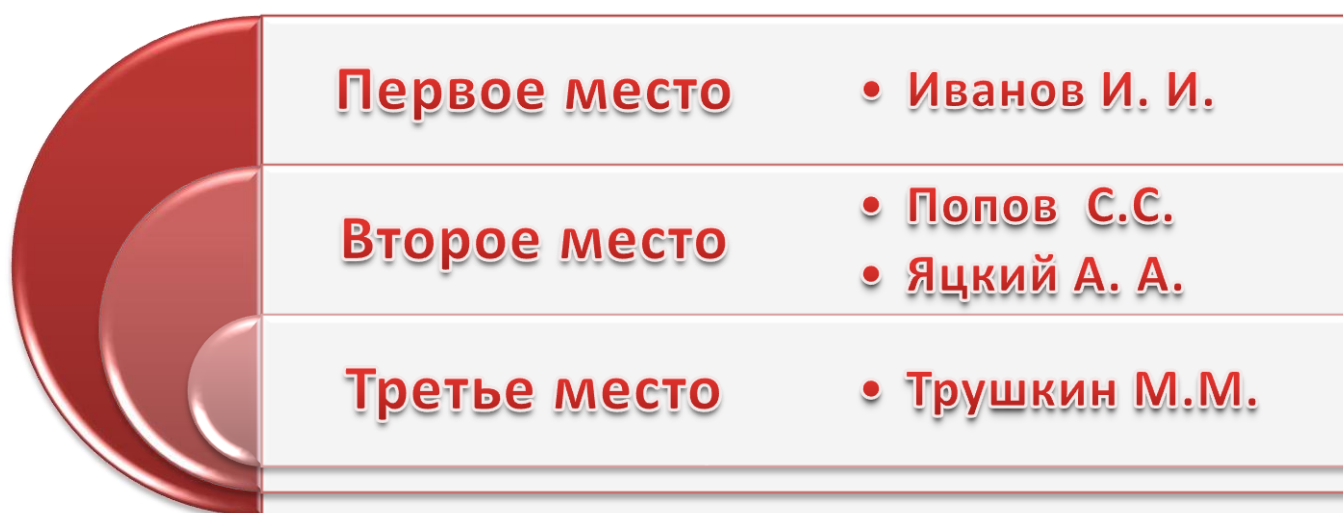 Первое место
• Иванов И. И.
Второе место
• Попов С.С.
• Яцкий А. А.
Третье место
• Трушкин М.М.